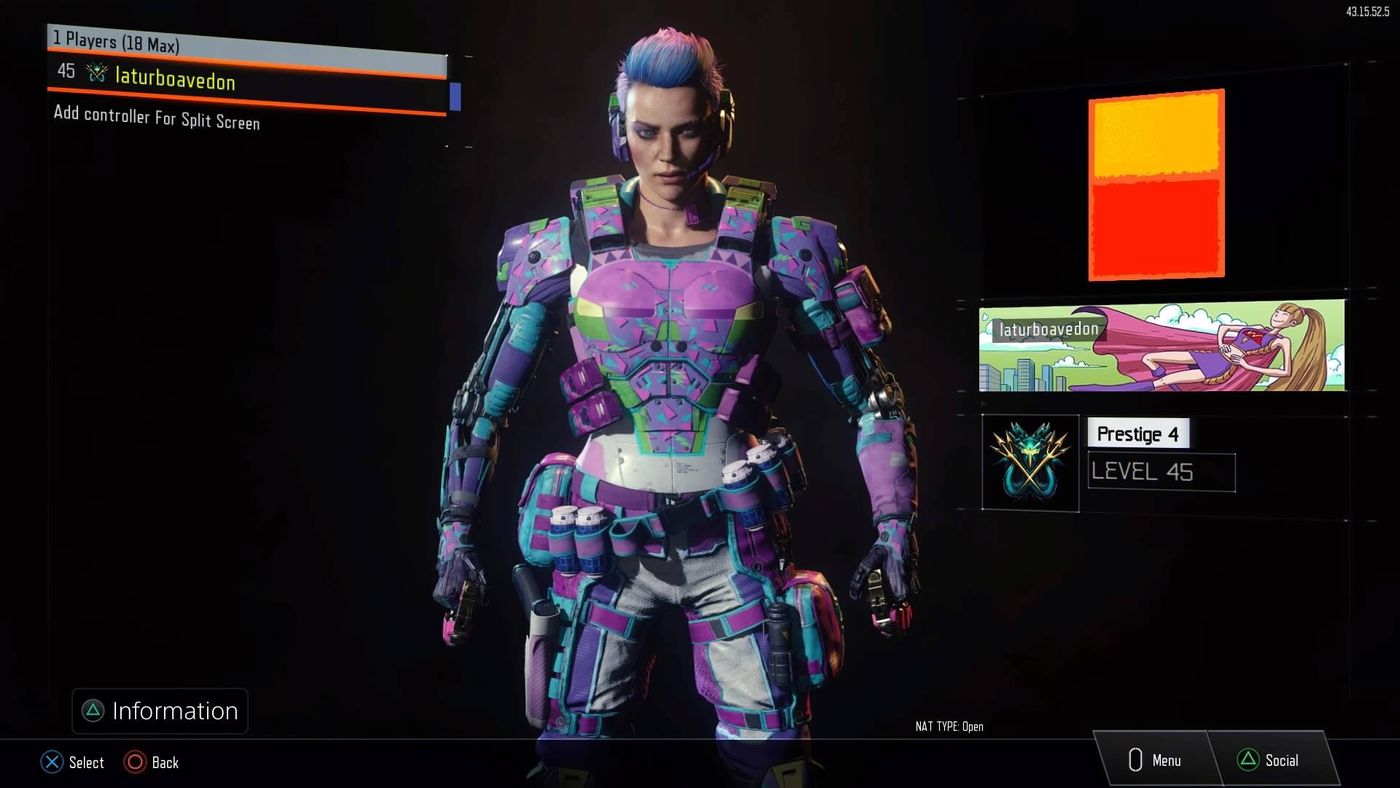 43.15.52.5
1 Players (18 Max)
45 laturboavedon
Add controller For Split Screen
laturboavedon
Prestige 4
LEVEL 45
Information
NAT TYPE: Open
Select
Back
Menu
Social